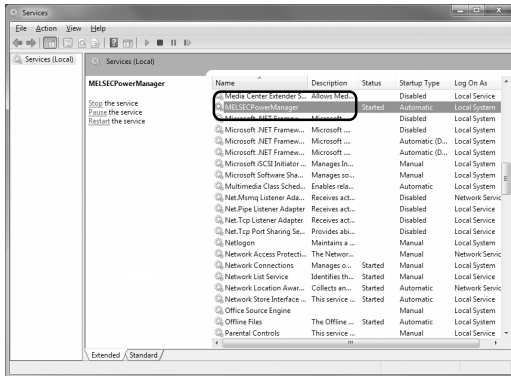 Services
File Action View Help
Services (Local)
Services (Local)
MELSECPowerManager
Stop the service
Pause the service
Restart the service
Name Description Status Startup Type Log On As
Media Center Extender S... Allows Med... Disabled Local Service
MELSECPowerManager Started Automatic Local System
Microsoft .NET Framew... Microsoft ... Disabled Local System
Microsoft .NET Framew... Microsoft .... Disabled Local System
Microsoft .NET Framew... Microsoft .... Automatic (D... Local System
Microsoft .NET Framew... Microsoft .... Automatic (D... Local System
Microsoft iSCSI Initiator ... Manages In... Manual Local System
Microsoft Software Sha... Manages so... Manual Local System
Multimedia Class Sched... Enables rela... Automatic Local System
Net.Msmq Listener Ada... Receives act... Disabled Network Servic
Net.Pipe Listener Adapter Receives act... Disabled Local Service
Net.Tcp Listener Adapter Receives act... Disabled Local Service
Net.Tcp Port Sharing Se... Provides abi... Disabled Local Service
Netlogon Maintains a ... Manual Local System
Network Access Protecti... The Networ... Manual Network Servic
Network Connections Manages o... Started Manual Local System
Network List Service Identifies th... Started Manual Local Service
Network Location Awar... Collects an... Started Automatic Network Servic
Network Store Interface ... This service ... Started Automatic Local Service
Office Source Engine Manual Local System
Offline Files The Offline ... Started Automatic Local System
Parental Controls This service ... Manual Local Service
Extended Standard